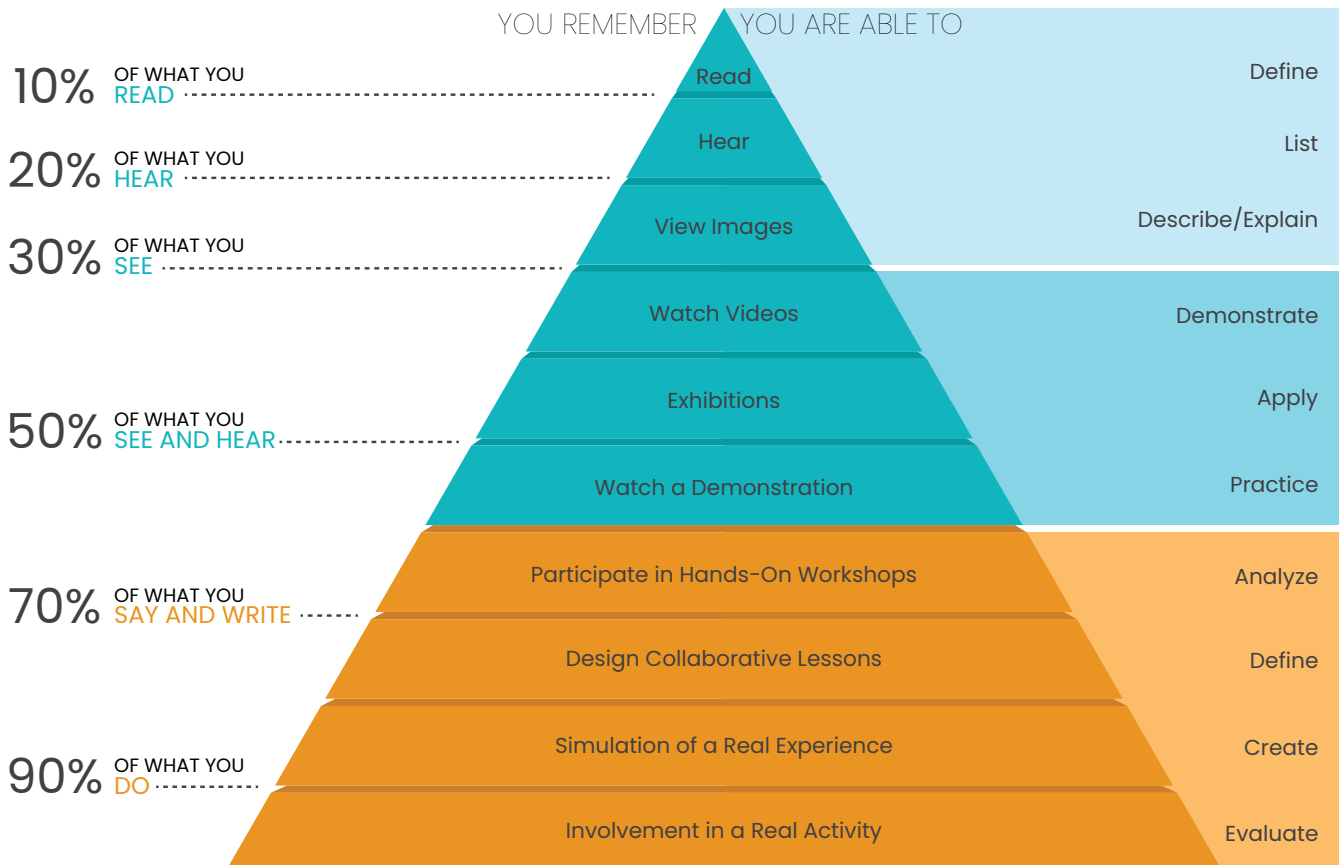 YOU REMEMBER
YOU ARE ABLE TO
10% OF WHAT YOU
READ
Read
Define
20% OF WHAT YOU
HEAR
Hear
List
30% OF WHAT YOU
SEE
View Images
Describe/Explain
Watch Videos
Demonstrate
50% OF WHAT YOU
SEE AND HEAR
Exhibitions
Apply
Watch a Demonstration
Practice
70% OF WHAT YOU
SAY AND WRITE
Participate in Hands-On Workshops
Analyze
Design Collaborative Lessons
Define
90% OF WHAT YOU
DO
Simulation of a Real Experience
Create
Involvement in a Real Activity
Evaluate